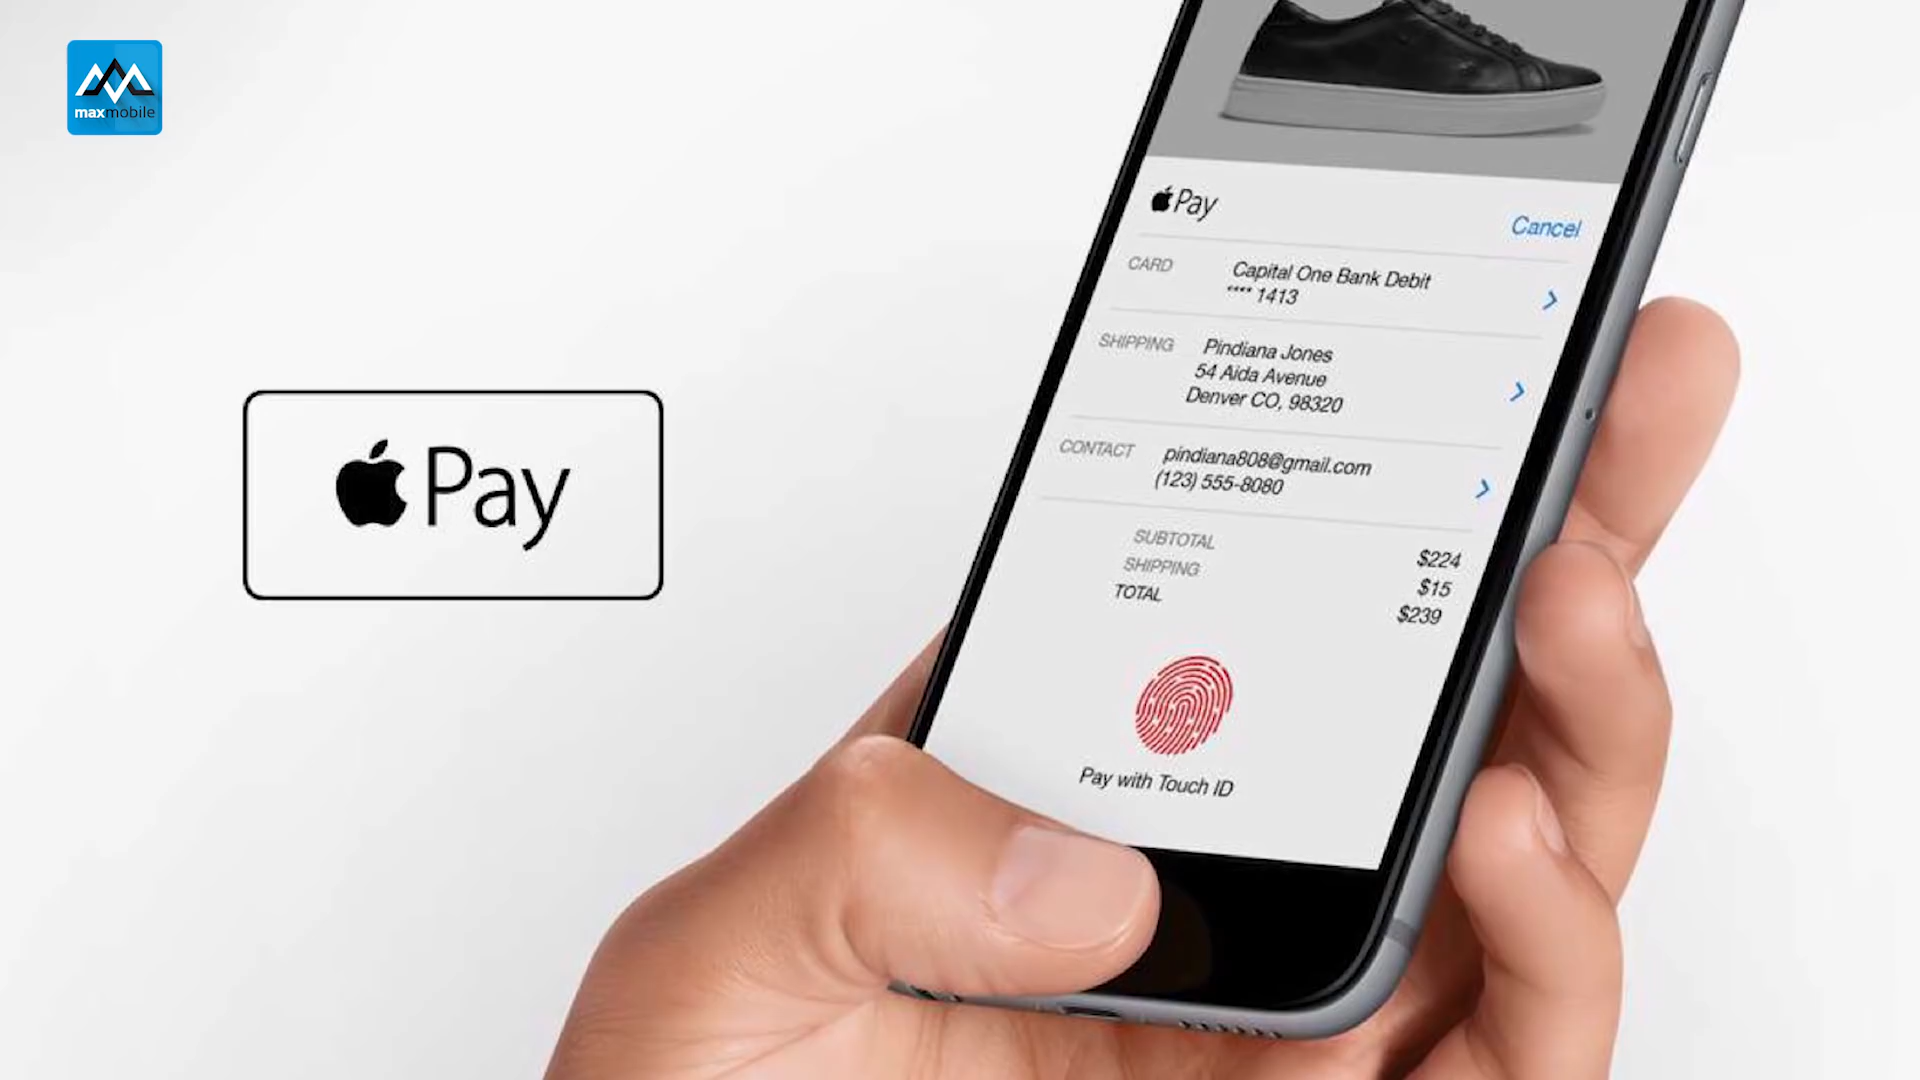 maxmobile
Pay
Pay
Cancel
CARD
Capital One Bank Debit
**** 1413
SHIPPING
Pindiana Jones
54 Aida Avenue
Denver CO, 98320
CONTACT
pindiana808@gmail.com
(123) 555-8080
SUBTOTAL $224
SHIPPING $15
TOTAL $239
Pay with Touch ID